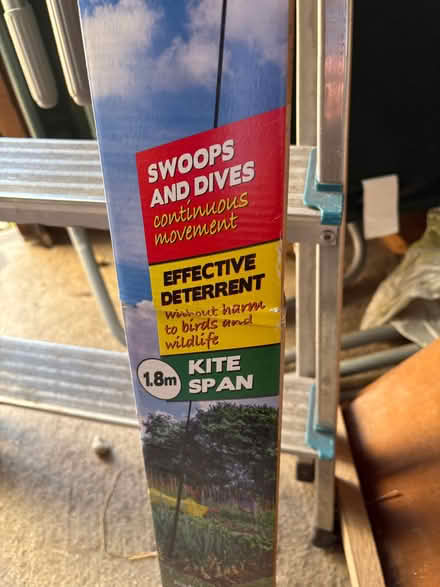 SWOOPS
AND DIVES
continuous
movement
EFFECTIVE
DETERRENT
without harm
to birds and
wildlife
1.8m
KITE
SPAN